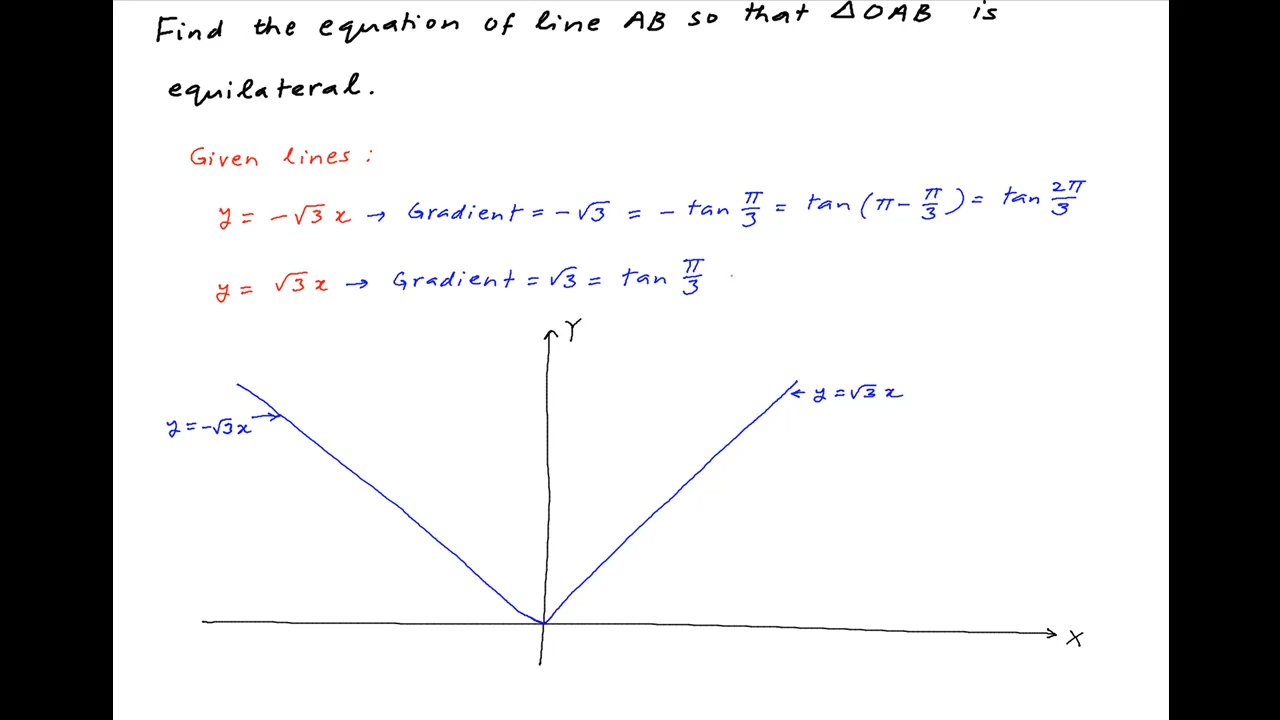 Find the equation of line AB so that △OAB is
equilateral.
Given lines :
y = -√3 x → Gradient = -√3 = - tan π/3 = tan (π - π/3) = tan 2π/3
y = √3 x → Gradient = √3 = tan π/3
Y
y = √3 x
y = -√3 x
X